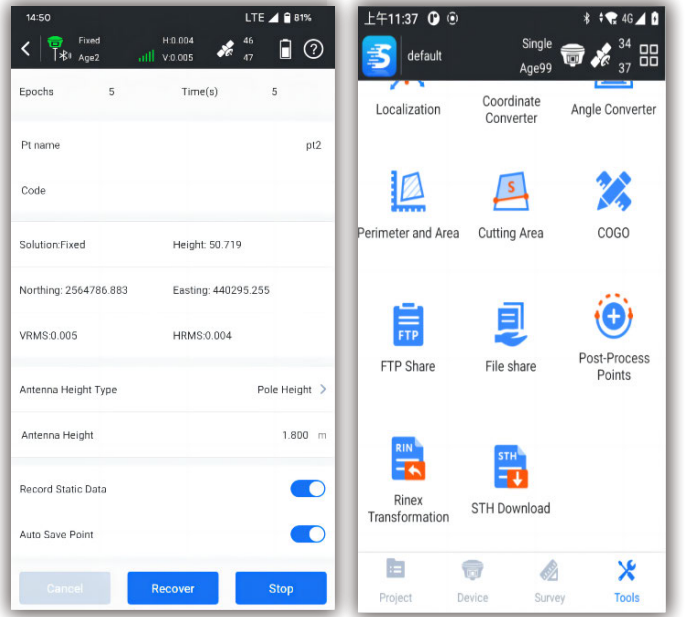 14:50
LTE 81%
Fixed
Age2
H:0.004
V:0.005
46
47
Epochs 5 Time(s) 5
Pt name pt2
Code
Solution:Fixed Height: 50.719
Northing: 2564786.883 Easting: 440295.255
VRMS:0.005 HRMS:0.004
Antenna Height Type Pole Height
Antenna Height 1.800 m
Record Static Data
Auto Save Point
Cancel Recover Stop
上午11:37
4G
default
Single
Age99
34
37
Localization
Coordinate
Converter
Angle Converter
Perimeter and Area
S
Cutting Area
COGO
FTP
FTP Share
File share
Post-Process
Points
RIN
Rinex
Transformation
STH
STH Download
Project Device Survey Tools